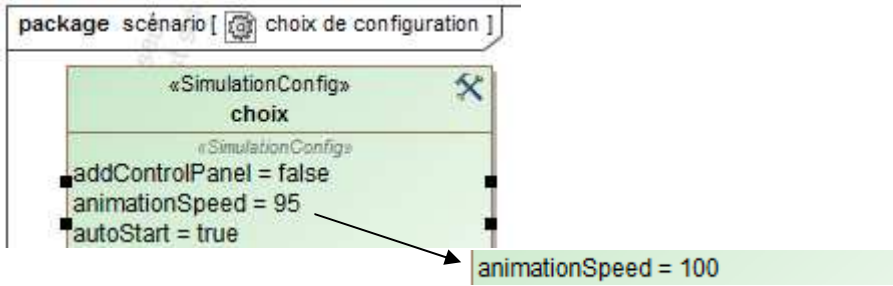 package scénario [ choix de configuration ]
«SimulationConfig»
choix
«SimulationConfig»
addControlPanel = false
animationSpeed = 95
autoStart = true
animationSpeed = 100